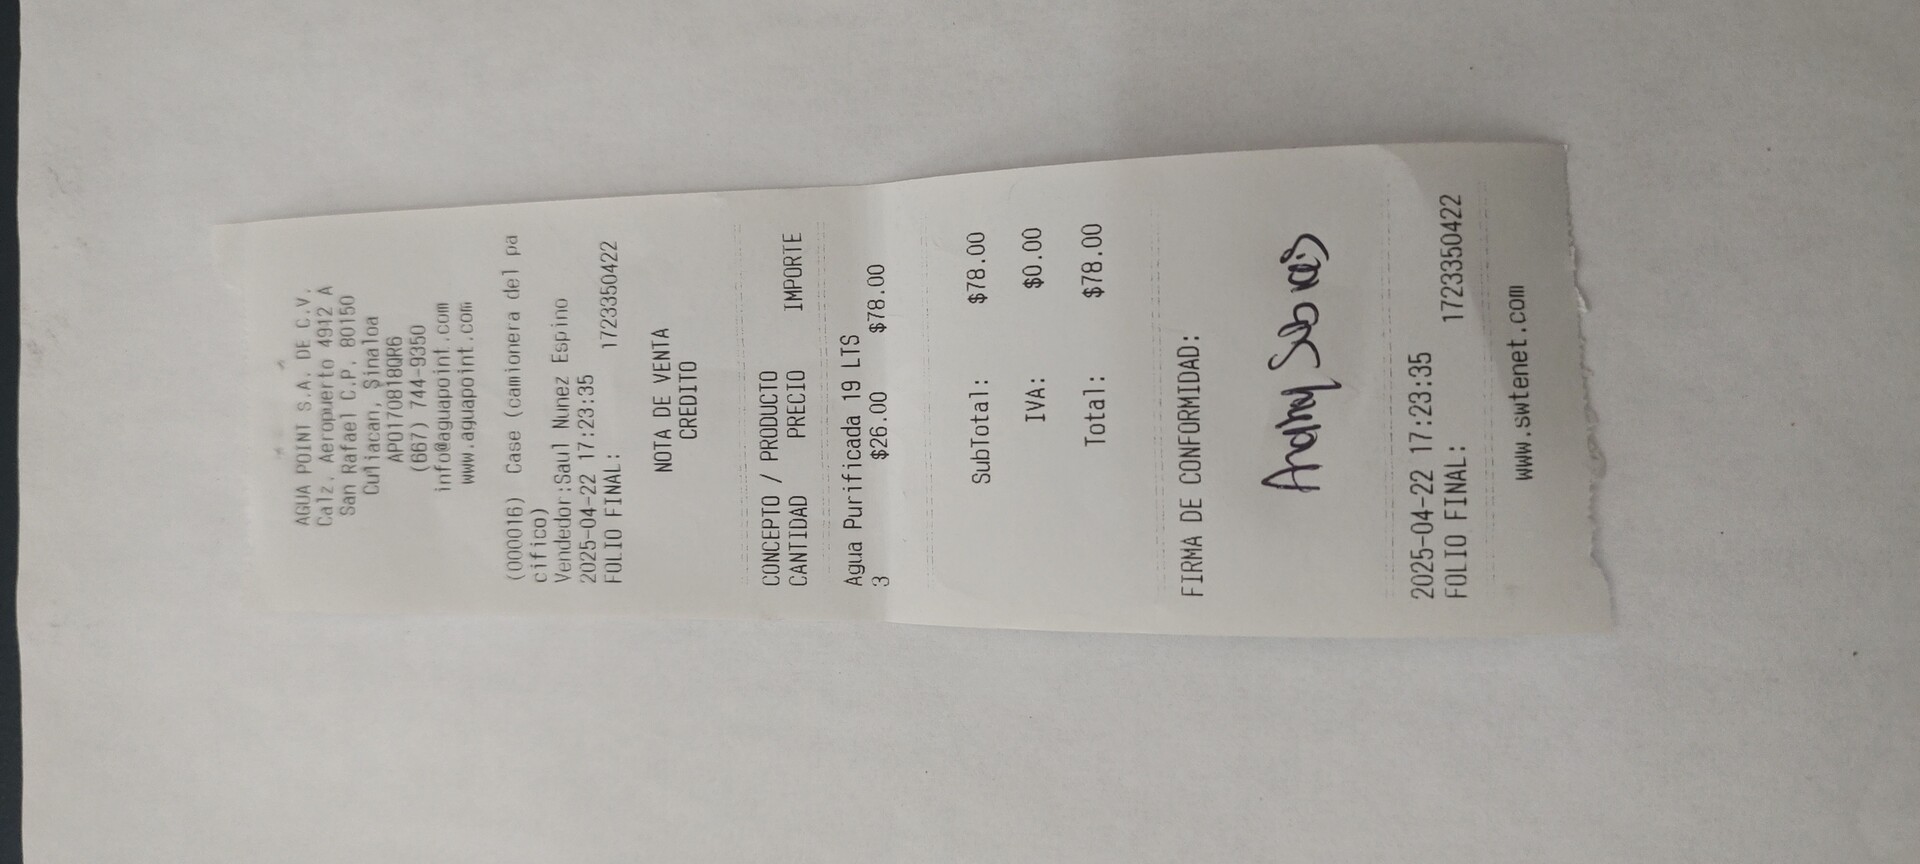 AGUA POINT S.A. DE C.V.
Calz. Aeropuerto 4912 A
San Rafael C.P. 80150
Culiacan, Sinaloa
APO170818QR6
(667) 744-9350
info@aguapoint.com
www.aguapoint.com
(000016) Case (camionera del pa
cifico)
Vendedor:Saul Nunez Espino
2025-04-22 17:23:35
FOLIO FINAL: 1723350422
NOTA DE VENTA
CREDITO
CONCEPTO / PRODUCTO
CANTIDAD PRECIO IMPORTE
Agua Purificada 19 LTS
3 $26.00 $78.00
SubTotal: $78.00
IVA: $0.00
Total: $78.00
FIRMA DE CONFORMIDAD:
2025-04-22 17:23:35
FOLIO FINAL: 1723350422
www.swtenet.com